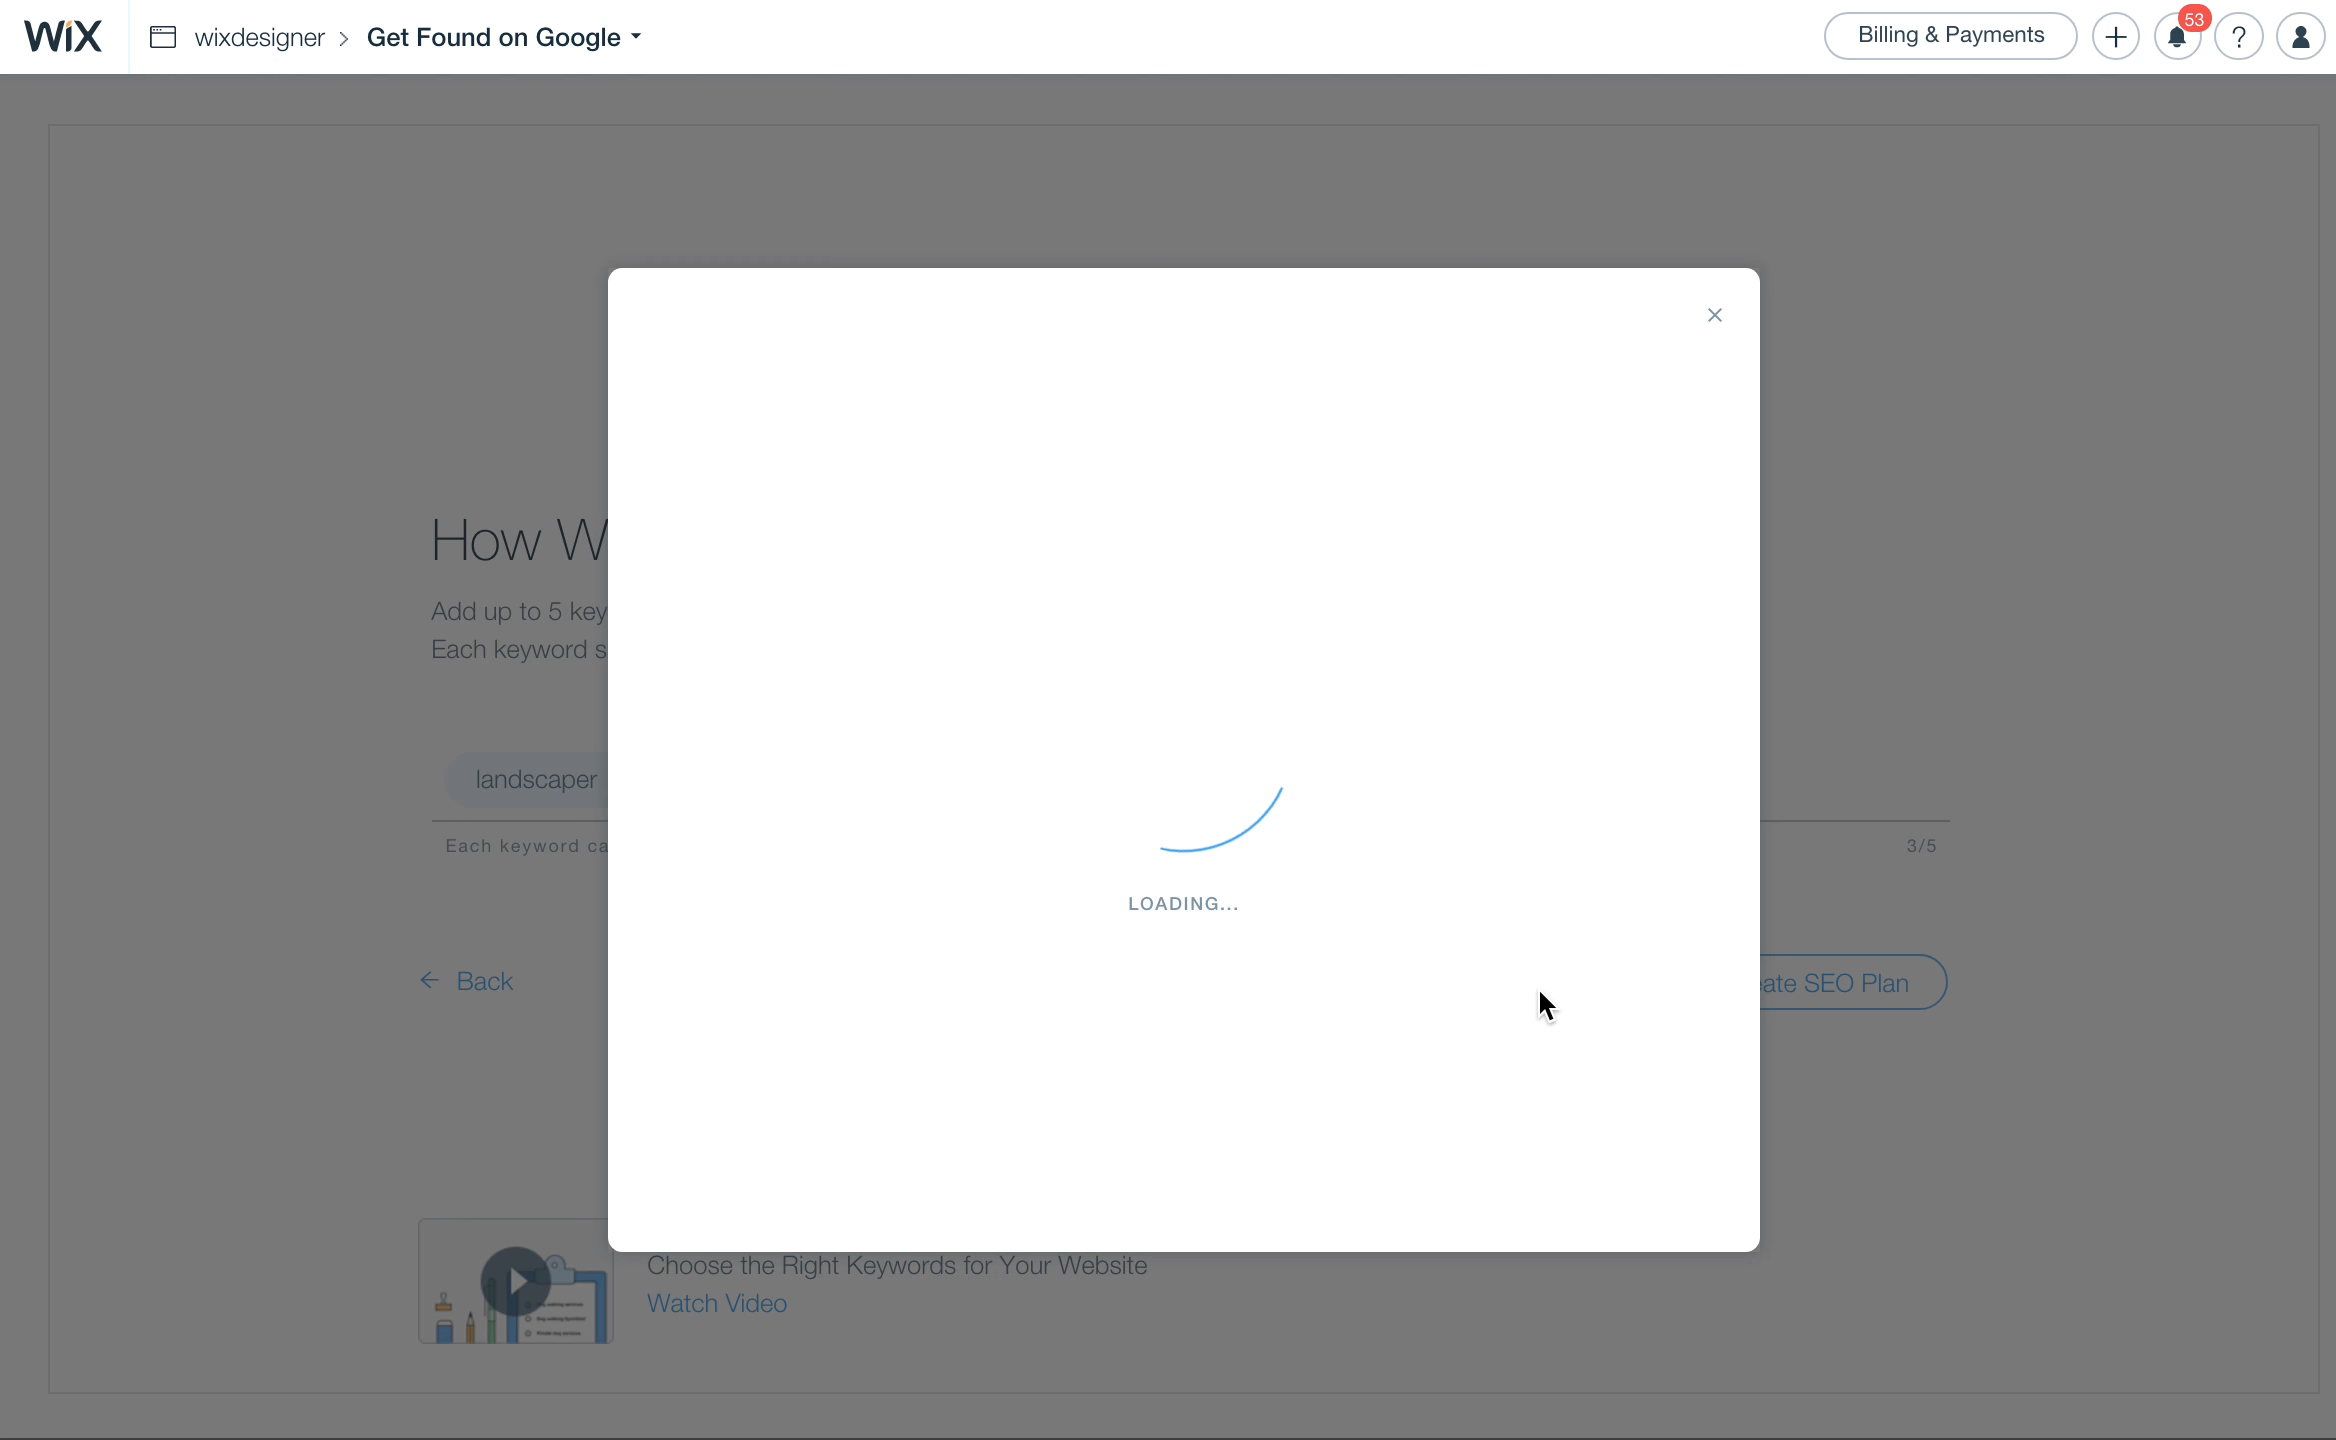 WiX wixdesigner > Get Found on Google Billing & Payments 53 ?
How W
Add up to 5 key
Each keyword s
landscaper
Each keyword ca 3/5
LOADING...
← Back eate SEO Plan
Choose the Right Keywords for Your Website
Watch Video